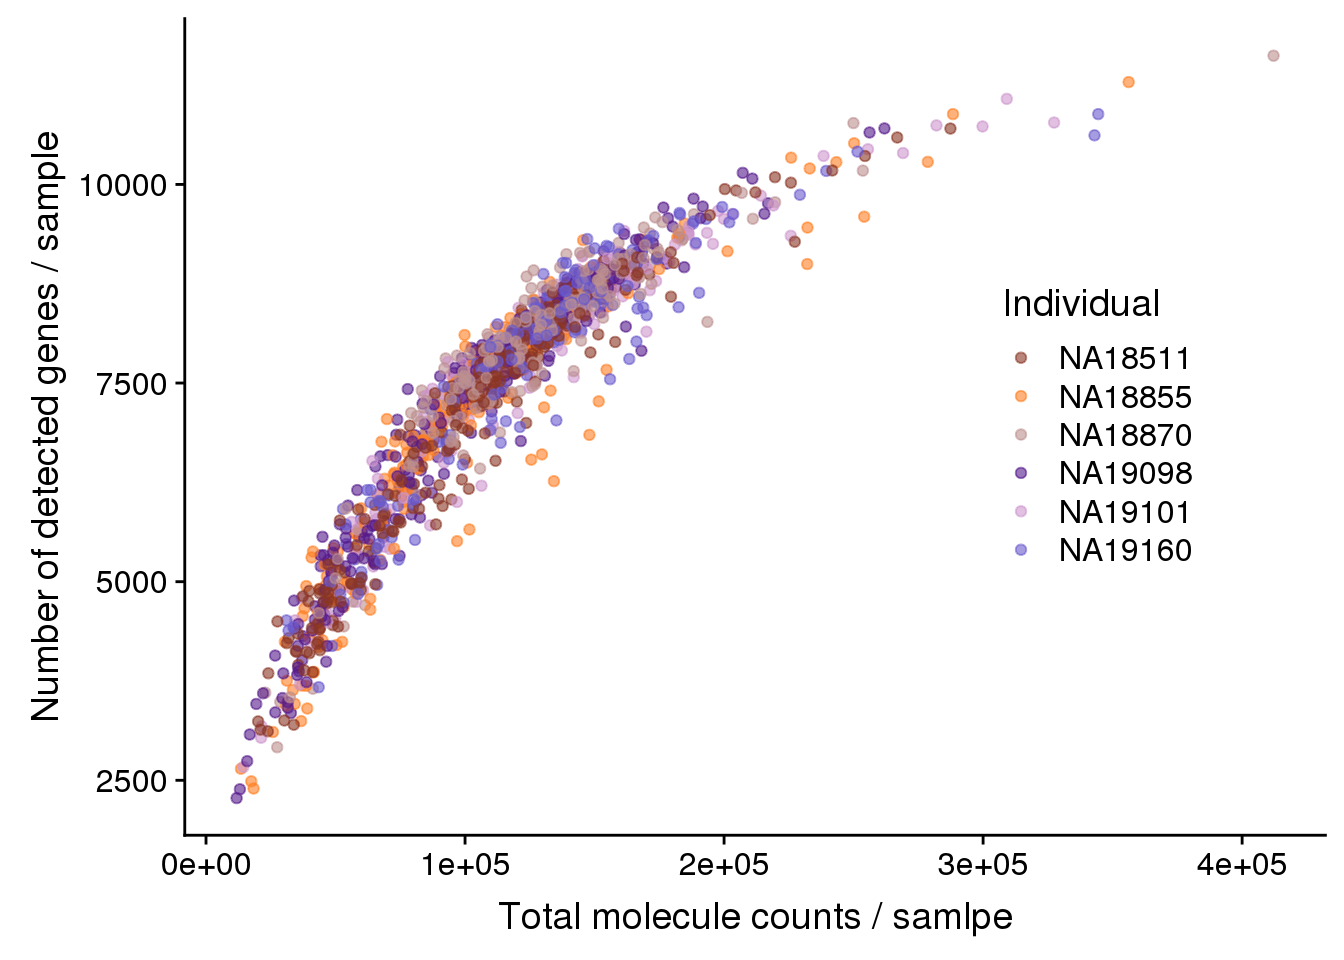 Number of detected genes / sample
10000
7500
5000
2500
0e+00 1e+05 2e+05 3e+05 4e+05
Total molecule counts / samlpe
Individual
NA18511
NA18855
NA18870
NA19098
NA19101
NA19160